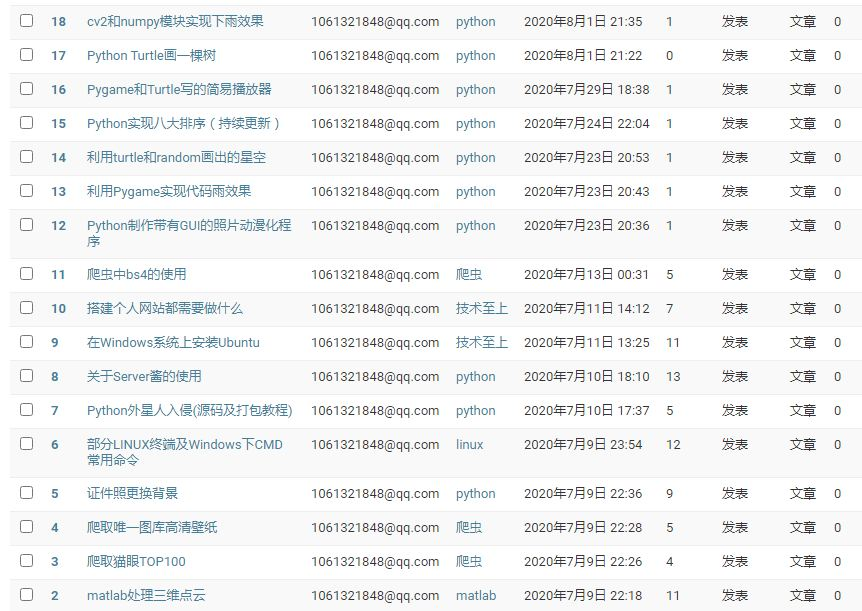 18 cv2和numpy模块实现下雨效果 1061321848@qq.com python 2020年8月1日 21:35 1 发表 文章 0
17 Python Turtle画一棵树 1061321848@qq.com python 2020年8月1日 21:22 0 发表 文章 0
16 Pygame和Turtle写的简易播放器 1061321848@qq.com python 2020年7月29日 18:38 1 发表 文章 0
15 Python实现八大排序（持续更新） 1061321848@qq.com python 2020年7月24日 22:04 1 发表 文章 0
14 利用turtle和random画出的星空 1061321848@qq.com python 2020年7月23日 20:53 1 发表 文章 0
13 利用Pygame实现代码雨效果 1061321848@qq.com python 2020年7月23日 20:43 1 发表 文章 0
12 Python制作带有GUI的照片动漫化程 1061321848@qq.com python 2020年7月23日 20:36 1 发表 文章 0
序
11 爬虫中bs4的使用 1061321848@qq.com 爬虫 2020年7月13日 00:31 5 发表 文章 0
10 搭建个人网站都需要做什么 1061321848@qq.com 技术至上 2020年7月11日 14:12 7 发表 文章 0
9 在Windows系统上安装Ubuntu 1061321848@qq.com 技术至上 2020年7月11日 13:25 11 发表 文章 0
8 关于Server酱的使用 1061321848@qq.com python 2020年7月10日 18:10 13 发表 文章 0
7 Python外星人入侵(源码及打包教程) 1061321848@qq.com python 2020年7月10日 17:37 5 发表 文章 0
6 部分LINUX终端及Windows下CMD 1061321848@qq.com linux 2020年7月9日 23:54 12 发表 文章 0
常用命令
5 证件照更换背景 1061321848@qq.com python 2020年7月9日 22:36 9 发表 文章 0
4 爬取唯一图库高清壁纸 1061321848@qq.com 爬虫 2020年7月9日 22:28 5 发表 文章 0
3 爬取猫眼TOP100 1061321848@qq.com 爬虫 2020年7月9日 22:26 4 发表 文章 0
2 matlab处理三维点云 1061321848@qq.com matlab 2020年7月9日 22:18 11 发表 文章 0